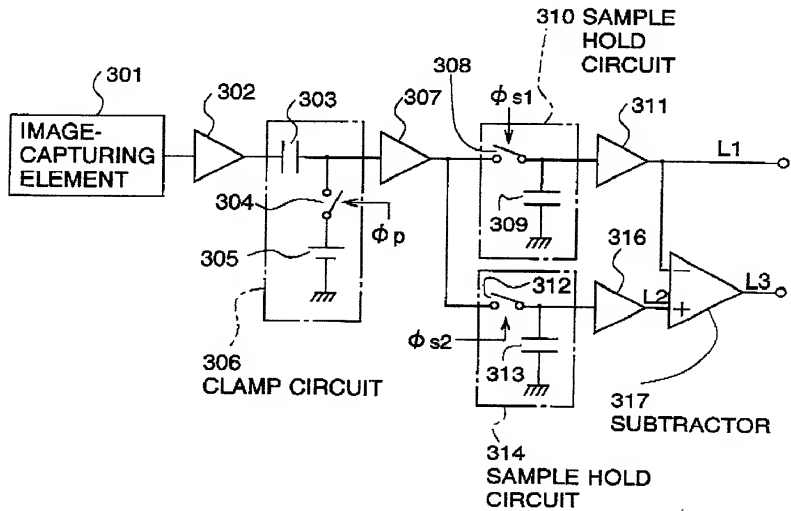 310 SAMPLE
HOLD
CIRCUIT
301
302
303
307
308
ϕs1
311
IMAGE-
CAPTURING
ELEMENT
L1
304
ϕp
309
305
316
312
L2
L3
−
+
306
CLAMP CIRCUIT
ϕs2
313
317
SUBTRACTOR
314
SAMPLE HOLD
CIRCUIT